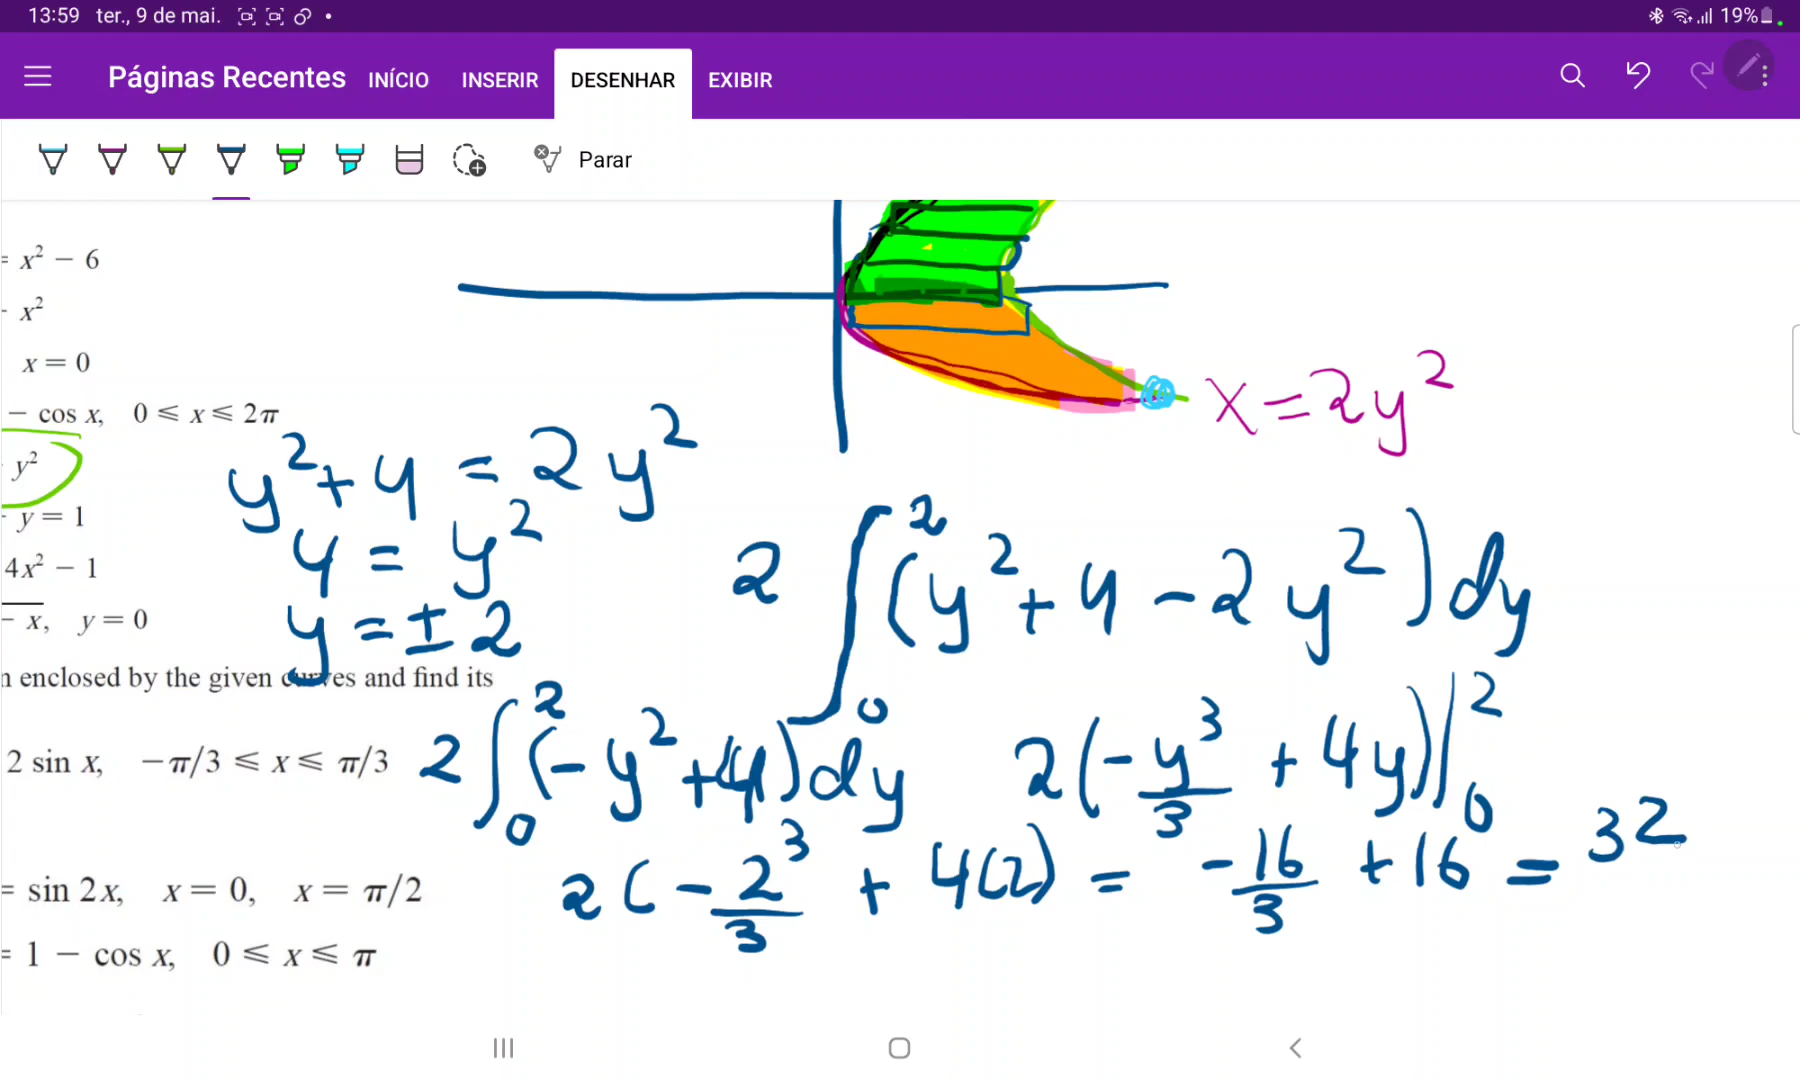 13:59 ter., 9 de mai. 19%
Páginas Recentes INÍCIO INSERIR DESENHAR EXIBIR
Parar
= x² − 6
- x²
x = 0
− cos x, 0 ⩽ x ⩽ 2π
y²
- y = 1
4x² − 1
− x, y = 0
x = 2y²
y² + 4 = 2y²
4 = y²
y = ± 2
2 ∫₀² (y² + 4 − 2y²) dy
n enclosed by the given curves and find its
2 sin x, −π/3 ⩽ x ⩽ π/3
2 ∫₀² (− y² + 4) dy
2 (− y³/3 + 4y) |₀²
2 ( − 2³/3 + 4(2) = − 16/3 + 16 = 32
= sin 2x, x = 0, x = π/2
= 1 − cos x, 0 ⩽ x ⩽ π